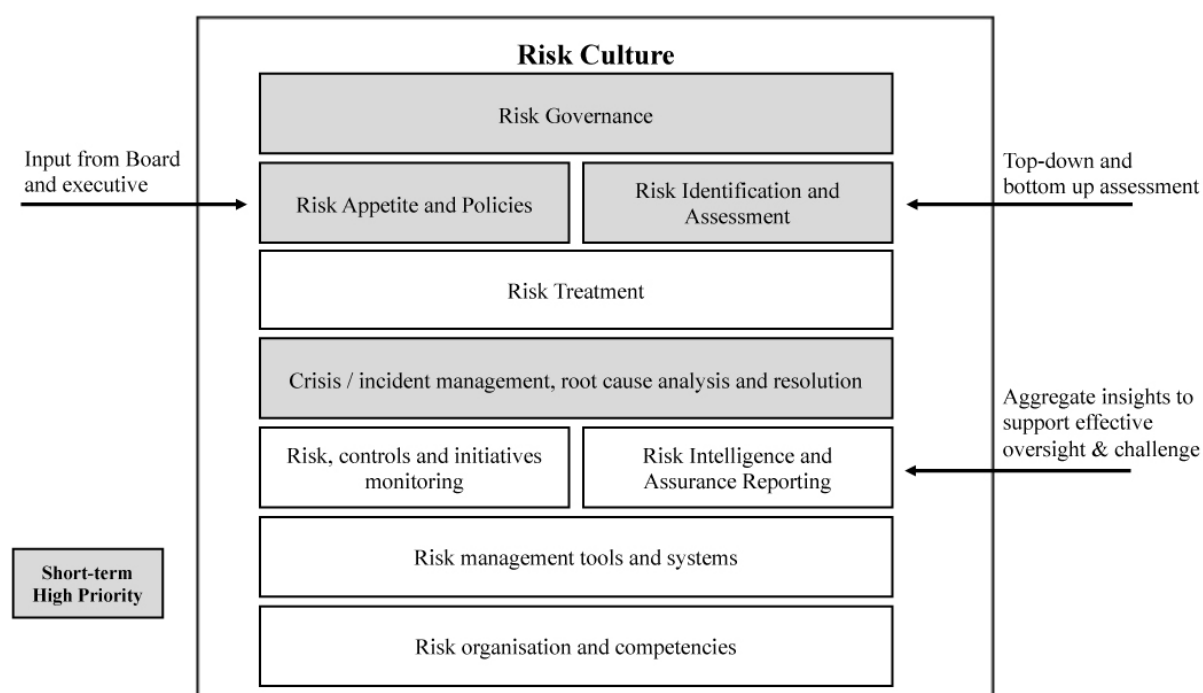 Risk Culture
Risk Governance
Input from Board
and executive
Risk Appetite and Policies
Risk Identification and
Assessment
Top-down and
bottom up assessment
Risk Treatment
Crisis / incident management, root cause analysis and resolution
Risk, controls and initiatives
monitoring
Risk Intelligence and
Assurance Reporting
Aggregate insights to
support effective
oversight & challenge
Risk management tools and systems
Short-term
High Priority
Risk organisation and competencies